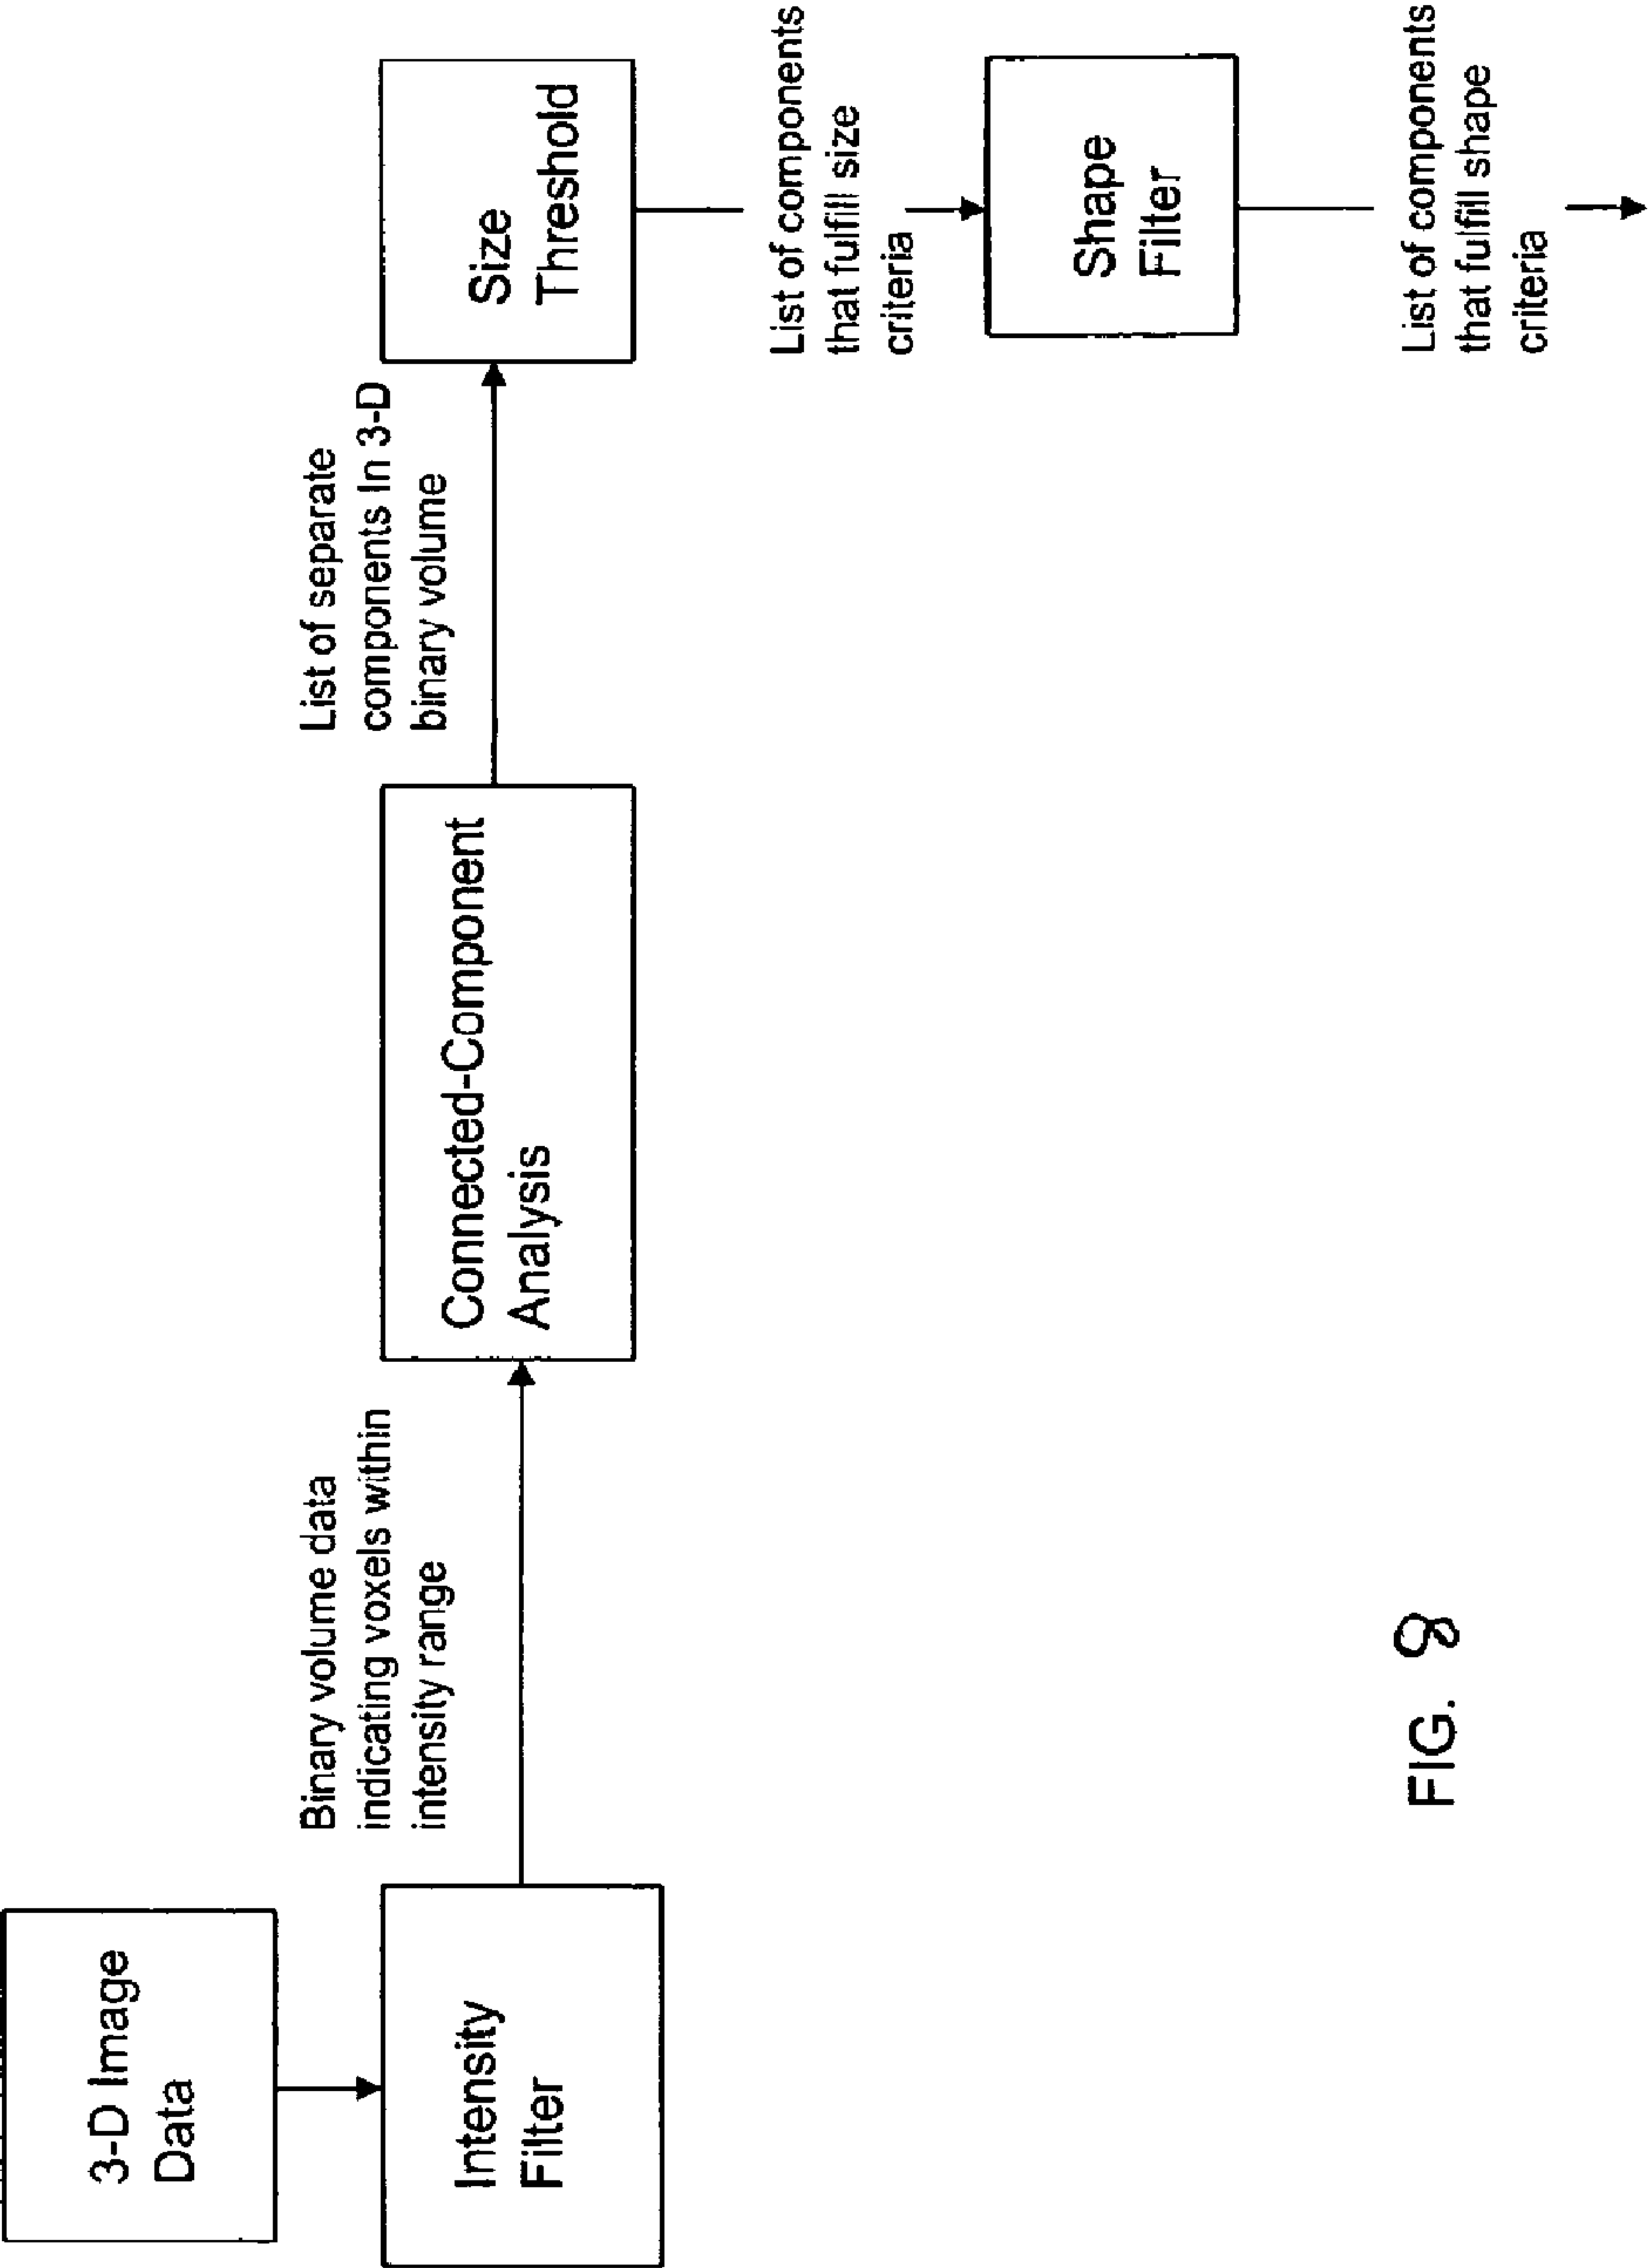 3-D Image
Data
Intensity
Filter
Binary volume data
indicating voxels within
intensity range
Connected-Component
Analysis
List of separate
components In 3-D
binary volume
Size
Threshold
List of components
that fulfill size
criteria
Shape
Filter
List of components
that fulfill shape
criteria
FIG. 8